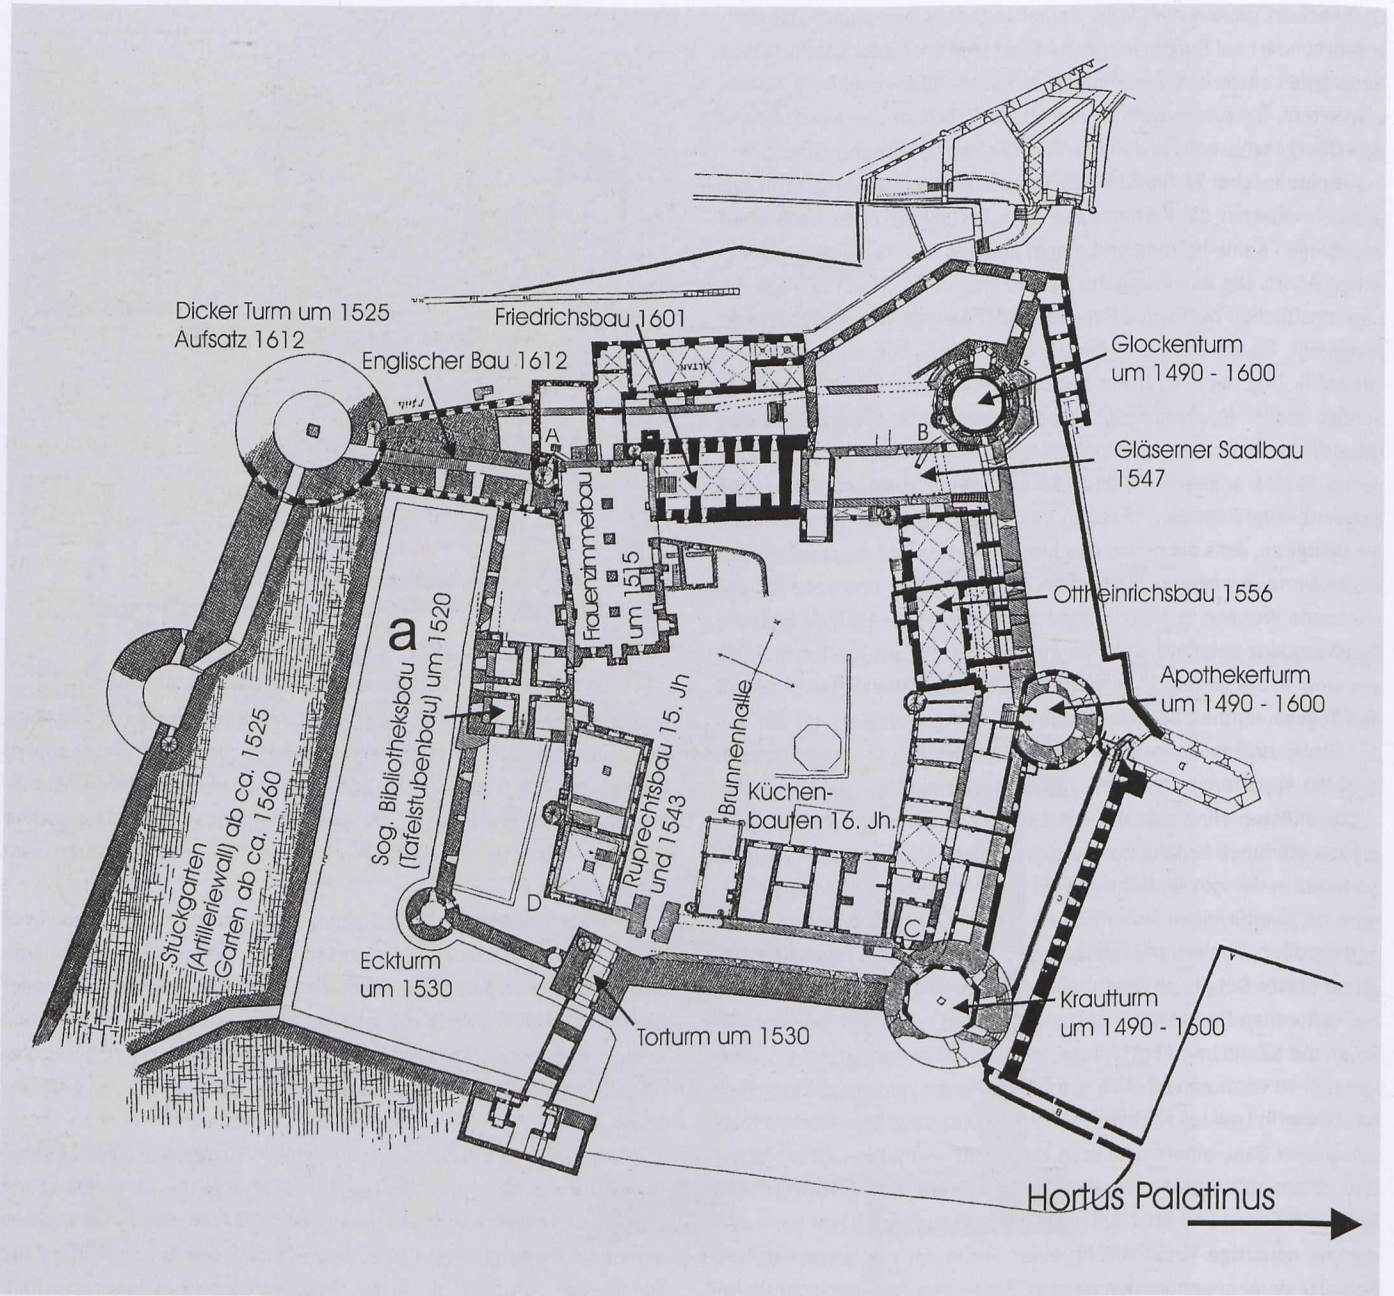 Dicker Turm um 1525
Aufsatz 1612
Englischer Bau 1612
Friedrichsbau 1601
ALTAN
Glockenturm
um 1490 - 1600
Gläserner Saalbau
1547
A
B
Frauenzimmerbau
um 1515
Ottheinrichsbau 1556
a
Sog. Bibliotheksbau
(Tafelstubenbau) um 1520
Apothekerturm
um 1490 - 1600
D
Stückgarten
(Artilleriewall) ab ca. 1525
Garten ab ca. 1560
Ruprechtsbau 15. Jh
und 1543
Brunnenhalle
Küchen-
bauten 16. Jh.
D
C
C
Eckturm
um 1530
Torturm um 1530
Krautturm
um 1490 - 1600
B
Hortus Palatinus